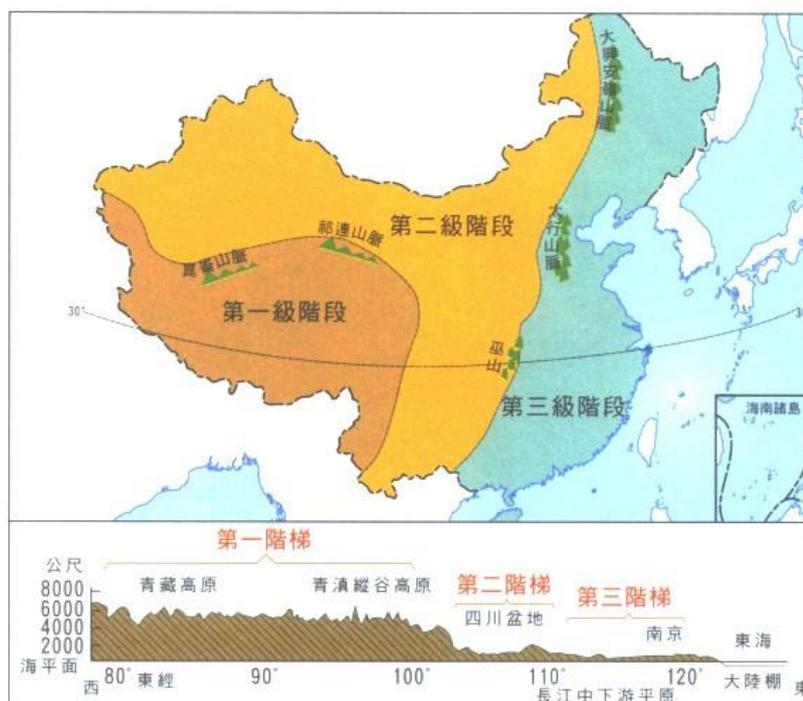 大興安嶺山脈
祁連山脈
第二級階段
太行山脈
崑崙山脈
第一級階段
30°
巫山
第三級階段
海南諸島
第一階梯
公尺
青藏高原
青滇縱谷高原
第二階梯
第三階梯
8000
6000
4000
2000
四川盆地
南京
東海
海平面
80°
90°
100°
110°
120°
大陸棚
西
東經
長江中下游平原
東